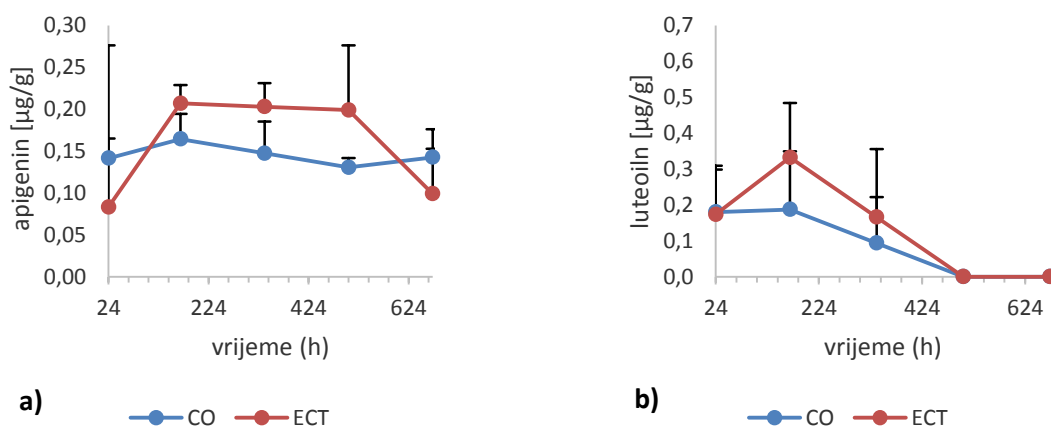 apigenin [µg/g]
0,30
0,25
0,20
0,15
0,10
0,05
0,00
24 224 424 624
vrijeme (h)
a)
CO ECT
luteoiln [µg/g]
0,7
0,6
0,5
0,4
0,3
0,2
0,1
0,0
24 224 424 624
vrijeme (h)
b)
CO ECT